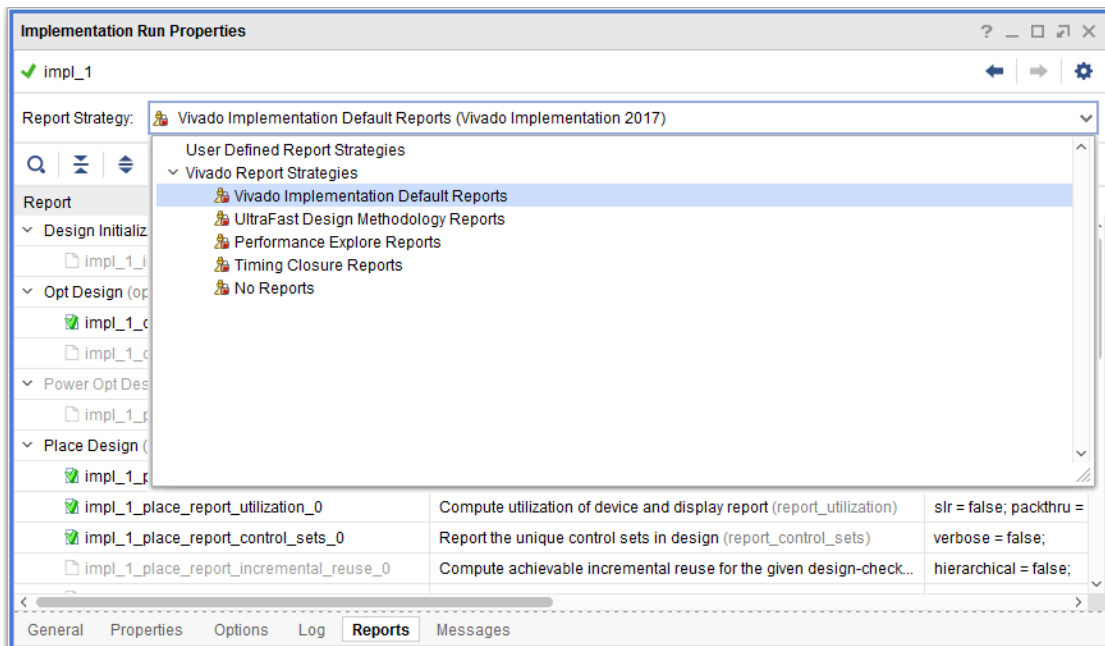 Implementation Run Properties
impl_1
Report Strategy: Vivado Implementation Default Reports (Vivado Implementation 2017)
User Defined Report Strategies
Vivado Report Strategies
Vivado Implementation Default Reports
UltraFast Design Methodology Reports
Performance Explore Reports
Timing Closure Reports
No Reports
Report
Design Initializ
impl_1_i
Opt Design (op
impl_1_o
impl_1_o
Power Opt Des
impl_1_p
Place Design (
impl_1_p
impl_1_place_report_utilization_0 Compute utilization of device and display report (report_utilization) slr = false; packthru =
impl_1_place_report_control_sets_0 Report the unique control sets in design (report_control_sets) verbose = false;
impl_1_place_report_incremental_reuse_0 Compute achievable incremental reuse for the given design-check... hierarchical = false;
General Properties Options Log Reports Messages